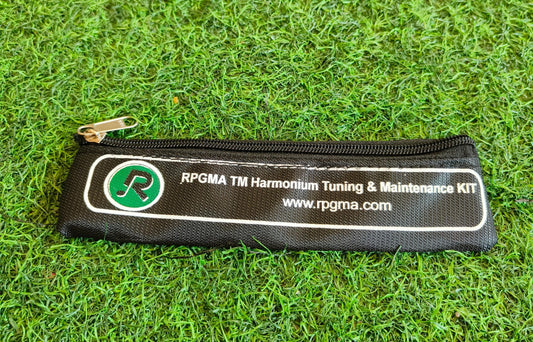 R
RPGMA TM Harmonium Tuning & Maintenance KIT
www.rpgma.com